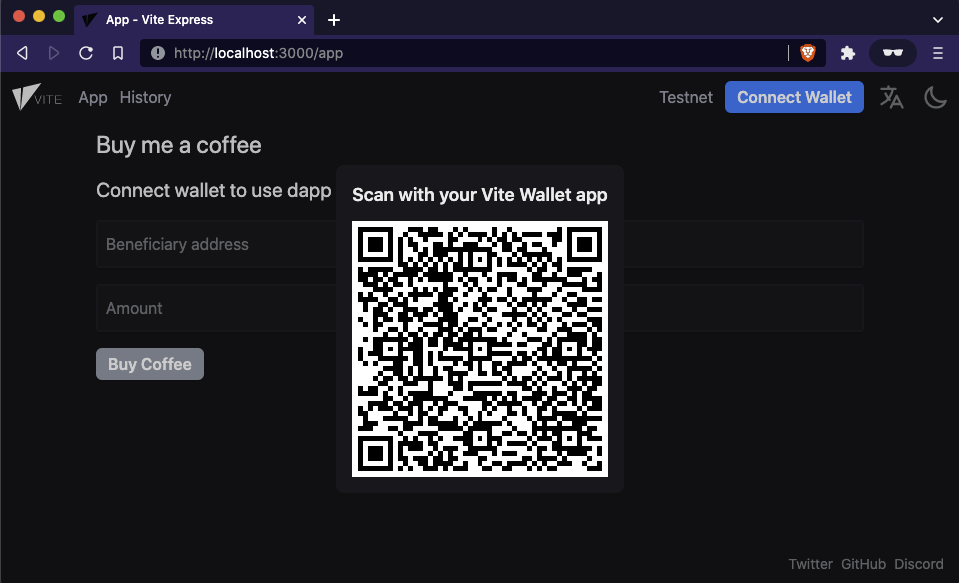 App - Vite Express
http://localhost:3000/app
VITE App History Testnet Connect Wallet
Buy me a coffee
Connect wallet to use dapp
Scan with your Vite Wallet app
Beneficiary address
Amount
Buy Coffee
Twitter GitHub Discord